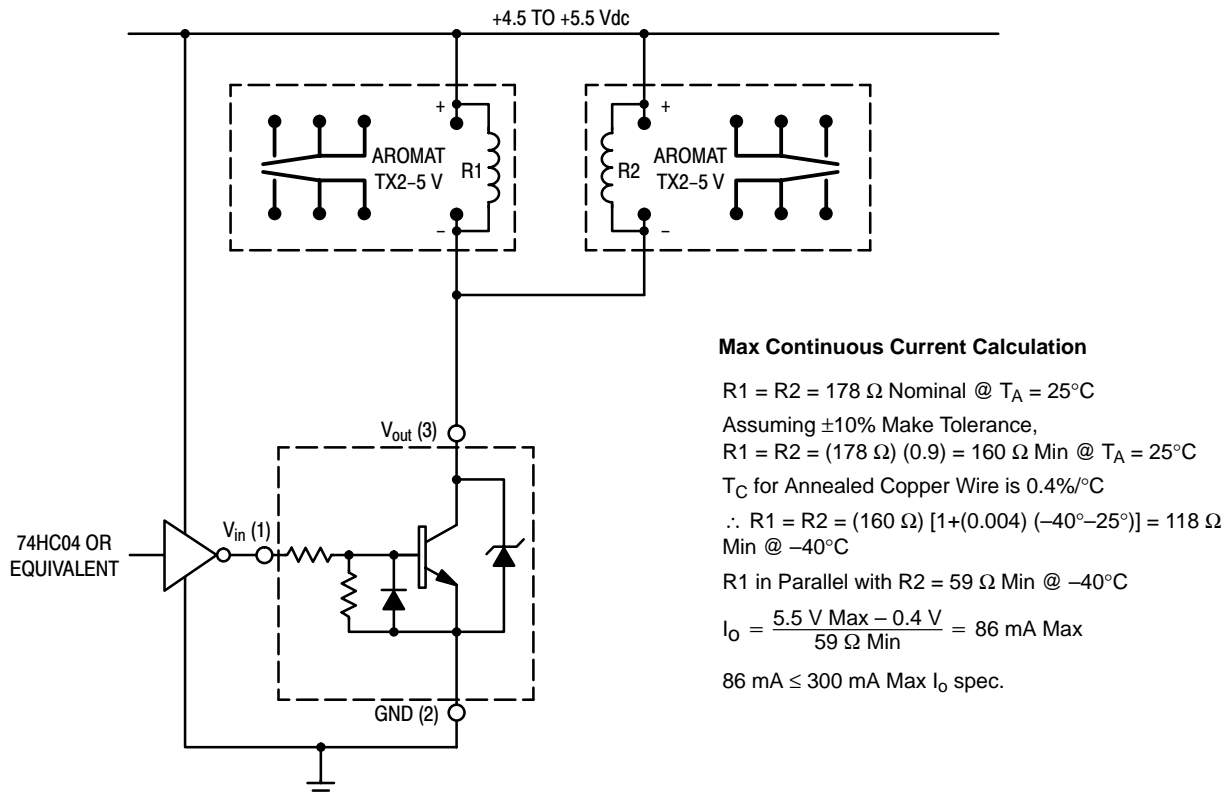 +4.5 TO +5.5 Vdc
+
AROMAT
TX2–5 V
R1
–
+
R2
AROMAT
TX2–5 V
–
Max Continuous Current Calculation
R1 = R2 = 178 Ω Nominal @ TA = 25°C
Assuming ±10% Make Tolerance,
R1 = R2 = (178 Ω) (0.9) = 160 Ω Min @ TA = 25°C
TC for Annealed Copper Wire is 0.4%/°C
∴ R1 = R2 = (160 Ω) [1+(0.004) (–40°–25°)] = 118 Ω
Min @ –40°C
R1 in Parallel with R2 = 59 Ω Min @ –40°C
Io = 5.5 V Max – 0.4 V / 59 Ω Min = 86 mA Max
86 mA ≤ 300 mA Max Io spec.
Vout (3)
Vin (1)
74HC04 OR
EQUIVALENT
GND (2)